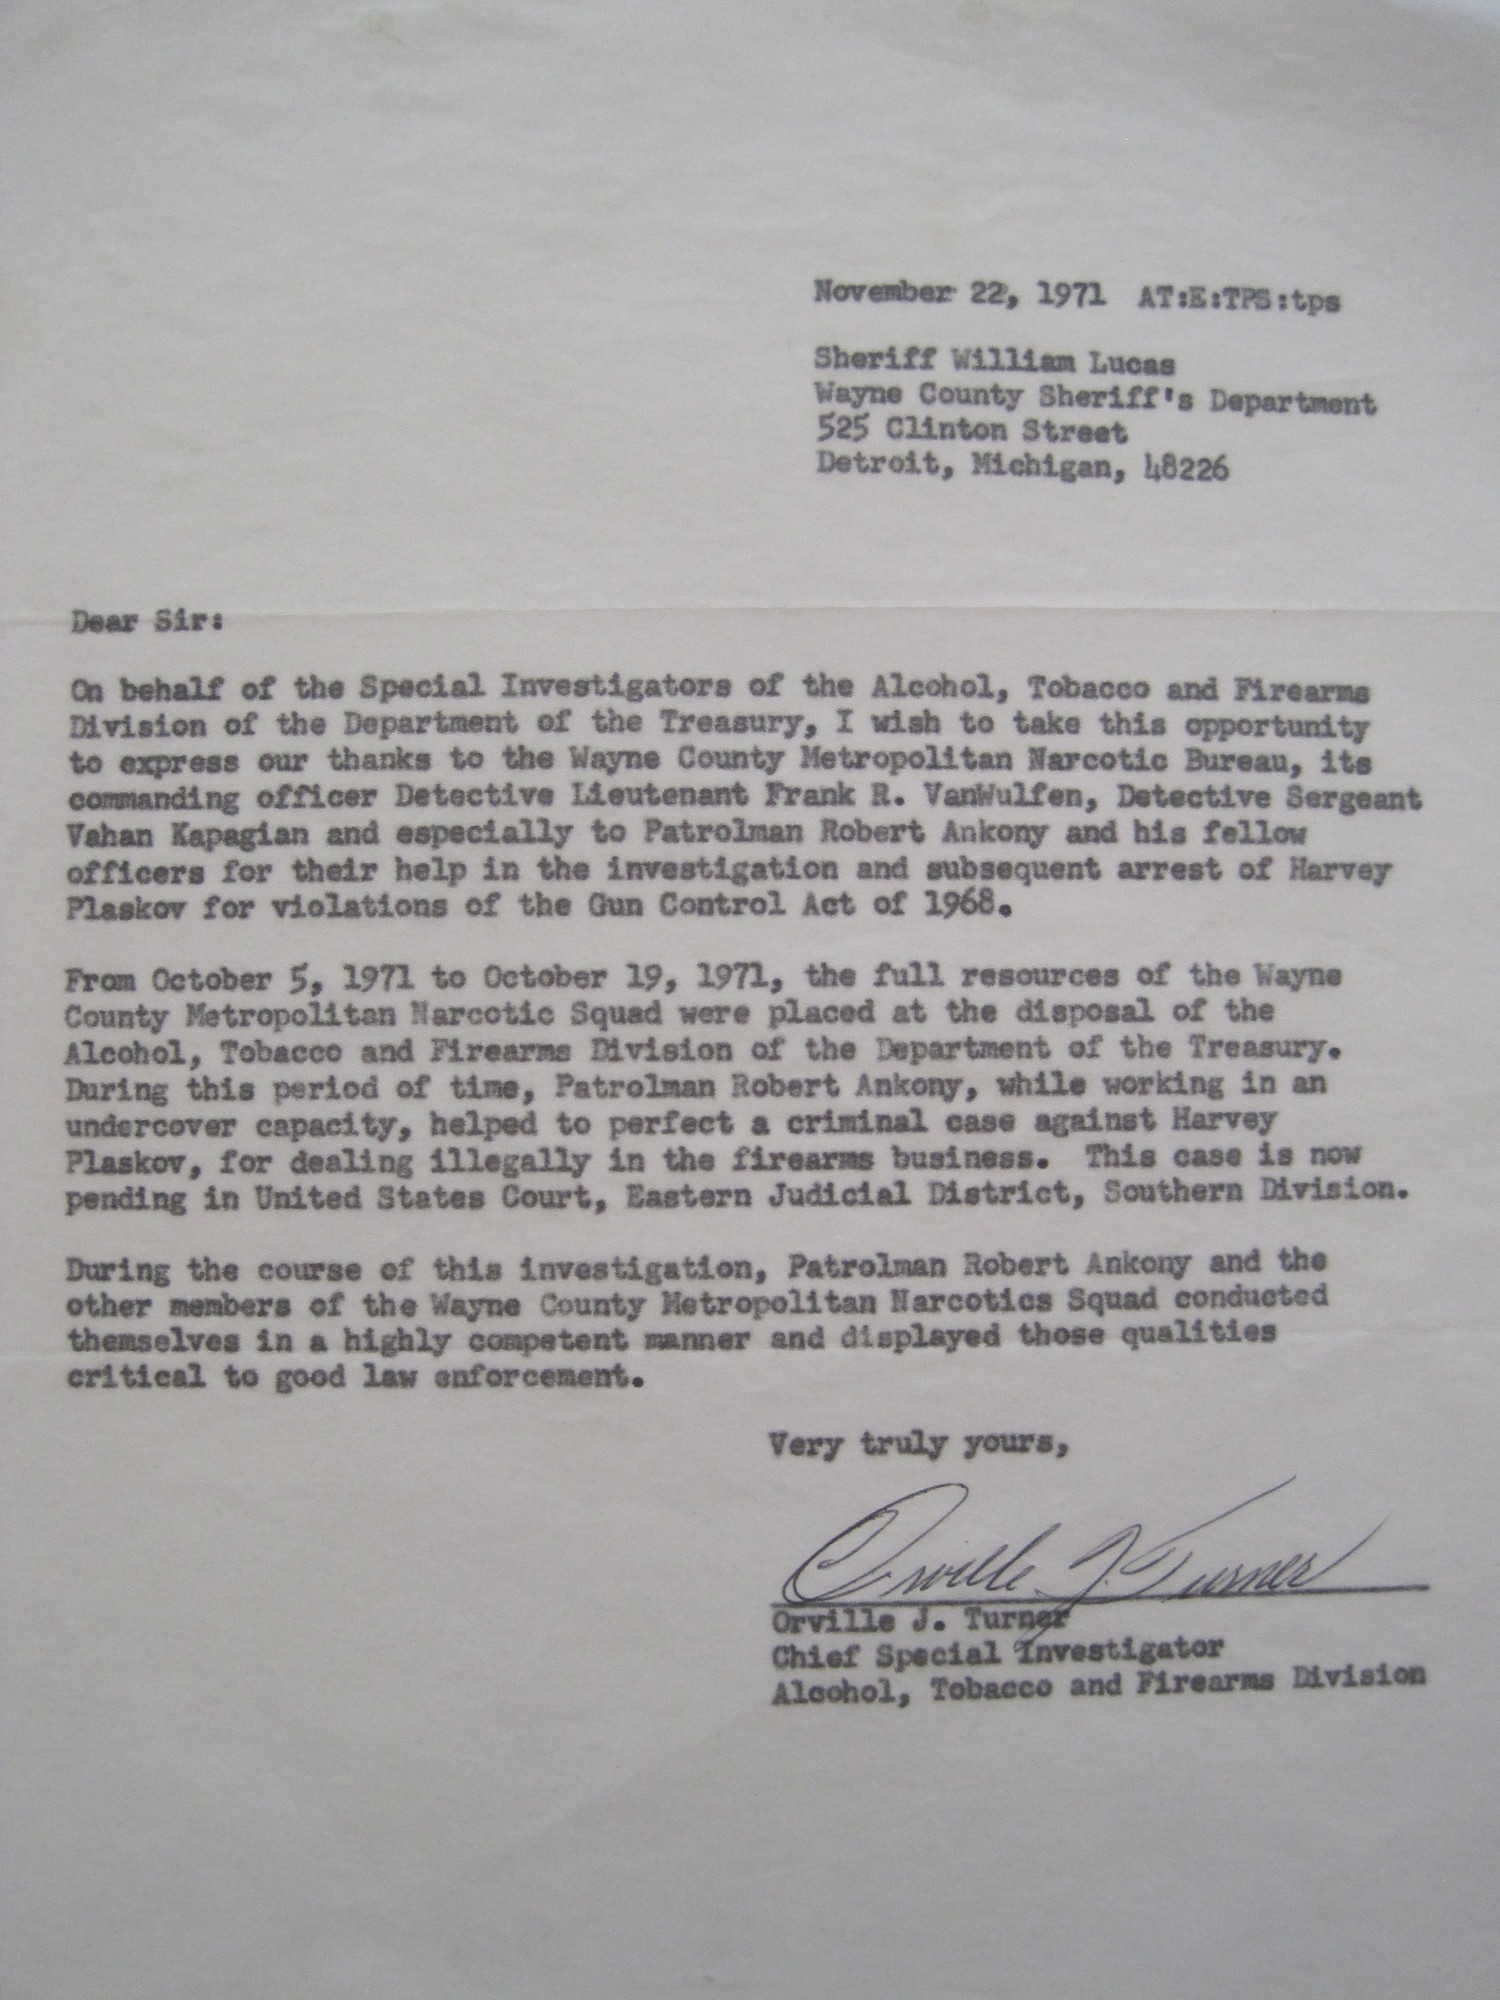 November 22, 1971 AT:E:TPS:tps
Sheriff William Lucas
Wayne County Sheriff's Department
525 Clinton Street
Detroit, Michigan, 48226
Dear Sir:
On behalf of the Special Investigators of the Alcohol, Tobacco and Firearms
Division of the Department of the Treasury, I wish to take this opportunity
to express our thanks to the Wayne County Metropolitan Narcotic Bureau, its
commanding officer Detective Lieutenant Frank R. VanWulfen, Detective Sergeant
Vahan Kapagian and especially to Patrolman Robert Ankony and his fellow
officers for their help in the investigation and subsequent arrest of Harvey
Plaskov for violations of the Gun Control Act of 1968.
From October 5, 1971 to October 19, 1971, the full resources of the Wayne
County Metropolitan Narcotic Squad were placed at the disposal of the
Alcohol, Tobacco and Firearms Division of the Department of the Treasury.
During this period of time, Patrolman Robert Ankony, while working in an
undercover capacity, helped to perfect a criminal case against Harvey
Plaskov, for dealing illegally in the firearms business. This case is now
pending in United States Court, Eastern Judicial District, Southern Division.
During the course of this investigation, Patrolman Robert Ankony and the
other members of the Wayne County Metropolitan Narcotics Squad conducted
themselves in a highly competent manner and displayed those qualities
critical to good law enforcement.
Very truly yours,
Orville J. Turner
Orville J. Turner
Chief Special Investigator
Alcohol, Tobacco and Firearms Division